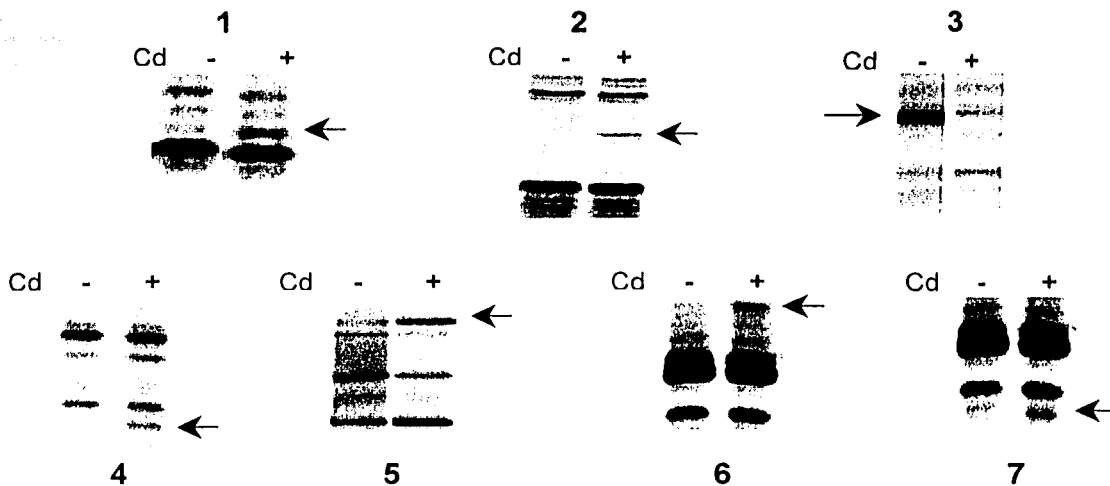 1 2 3
Cd - + Cd - + Cd - +
Cd - + Cd - + Cd - + Cd - +
4 5 6 7